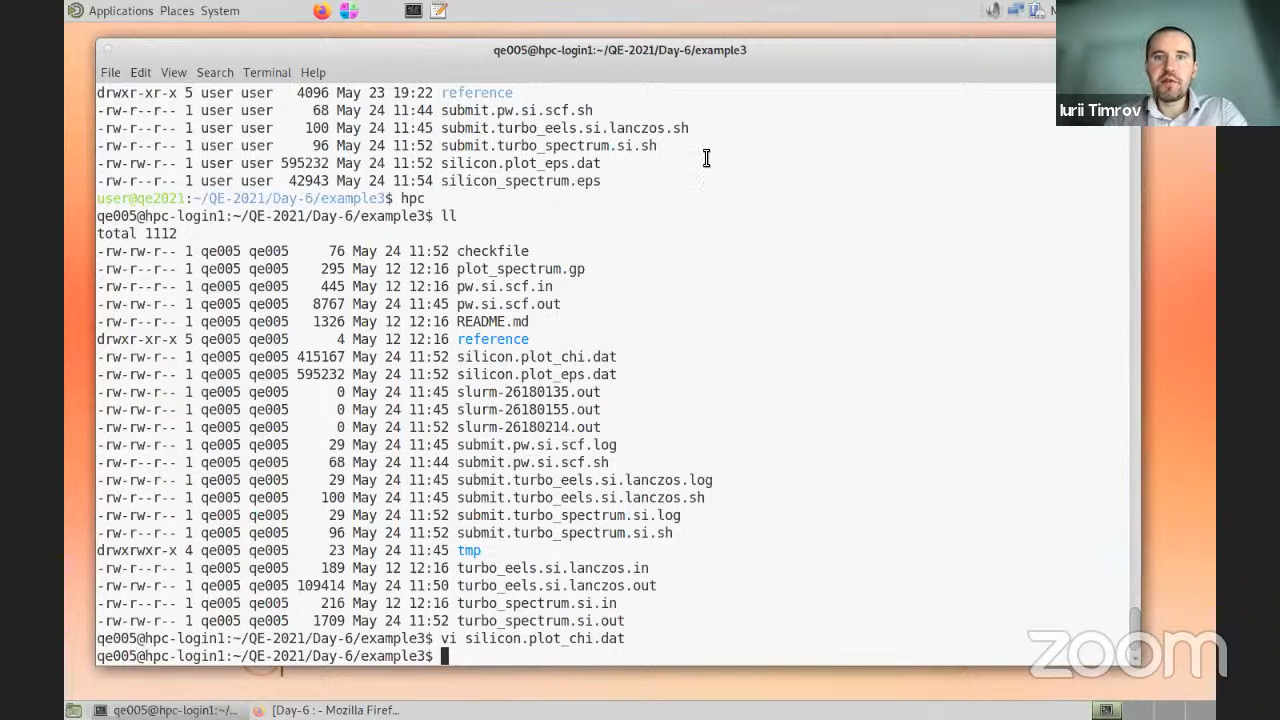 Applications Places System
qe005@hpc-login1:~/QE-2021/Day-6/example3
File Edit View Search Terminal Help
drwxr-xr-x 5 user user 4096 May 23 19:22 reference
-rw-r--r-- 1 user user 68 May 24 11:44 submit.pw.si.scf.sh
-rw-r--r-- 1 user user 100 May 24 11:45 submit.turbo_eels.si.lanczos.sh
-rw-r--r-- 1 user user 96 May 24 11:52 submit.turbo_spectrum.si.sh
-rw-r--r-- 1 user user 595232 May 24 11:52 silicon.plot_eps.dat
-rw-r--r-- 1 user user 42943 May 24 11:54 silicon_spectrum.eps
user@qe2021:~/QE-2021/Day-6/example3$ hpc
qe005@hpc-login1:~/QE-2021/Day-6/example3$ ll
total 1112
-rw-rw-r-- 1 qe005 qe005 76 May 24 11:52 checkfile
-rw-r--r-- 1 qe005 qe005 295 May 12 12:16 plot_spectrum.gp
-rw-r--r-- 1 qe005 qe005 445 May 12 12:16 pw.si.scf.in
-rw-rw-r-- 1 qe005 qe005 8767 May 24 11:45 pw.si.scf.out
-rw-r--r-- 1 qe005 qe005 1326 May 12 12:16 README.md
drwxr-xr-x 5 qe005 qe005 4 May 12 12:16 reference
-rw-rw-r-- 1 qe005 qe005 415167 May 24 11:52 silicon.plot_chi.dat
-rw-rw-r-- 1 qe005 qe005 595232 May 24 11:52 silicon.plot_eps.dat
-rw-rw-r-- 1 qe005 qe005 0 May 24 11:45 slurm-26180135.out
-rw-rw-r-- 1 qe005 qe005 0 May 24 11:45 slurm-26180155.out
-rw-rw-r-- 1 qe005 qe005 0 May 24 11:52 slurm-26180214.out
-rw-rw-r-- 1 qe005 qe005 29 May 24 11:45 submit.pw.si.scf.log
-rw-r--r-- 1 qe005 qe005 68 May 24 11:44 submit.pw.si.scf.sh
-rw-rw-r-- 1 qe005 qe005 29 May 24 11:45 submit.turbo_eels.si.lanczos.log
-rw-r--r-- 1 qe005 qe005 100 May 24 11:45 submit.turbo_eels.si.lanczos.sh
-rw-rw-r-- 1 qe005 qe005 29 May 24 11:52 submit.turbo_spectrum.si.log
-rw-r--r-- 1 qe005 qe005 96 May 24 11:52 submit.turbo_spectrum.si.sh
drwxrwxr-x 4 qe005 qe005 23 May 24 11:45 tmp
-rw-r--r-- 1 qe005 qe005 189 May 12 12:16 turbo_eels.si.lanczos.in
-rw-rw-r-- 1 qe005 qe005 109414 May 24 11:50 turbo_eels.si.lanczos.out
-rw-r--r-- 1 qe005 qe005 216 May 12 12:16 turbo_spectrum.si.in
-rw-rw-r-- 1 qe005 qe005 1709 May 24 11:52 turbo_spectrum.si.out
qe005@hpc-login1:~/QE-2021/Day-6/example3$ vi silicon.plot_chi.dat
qe005@hpc-login1:~/QE-2021/Day-6/example3$
Iurii Timrov
zoom
qe005@hpc-login1:~/... [Day-6 : - Mozilla Firef...